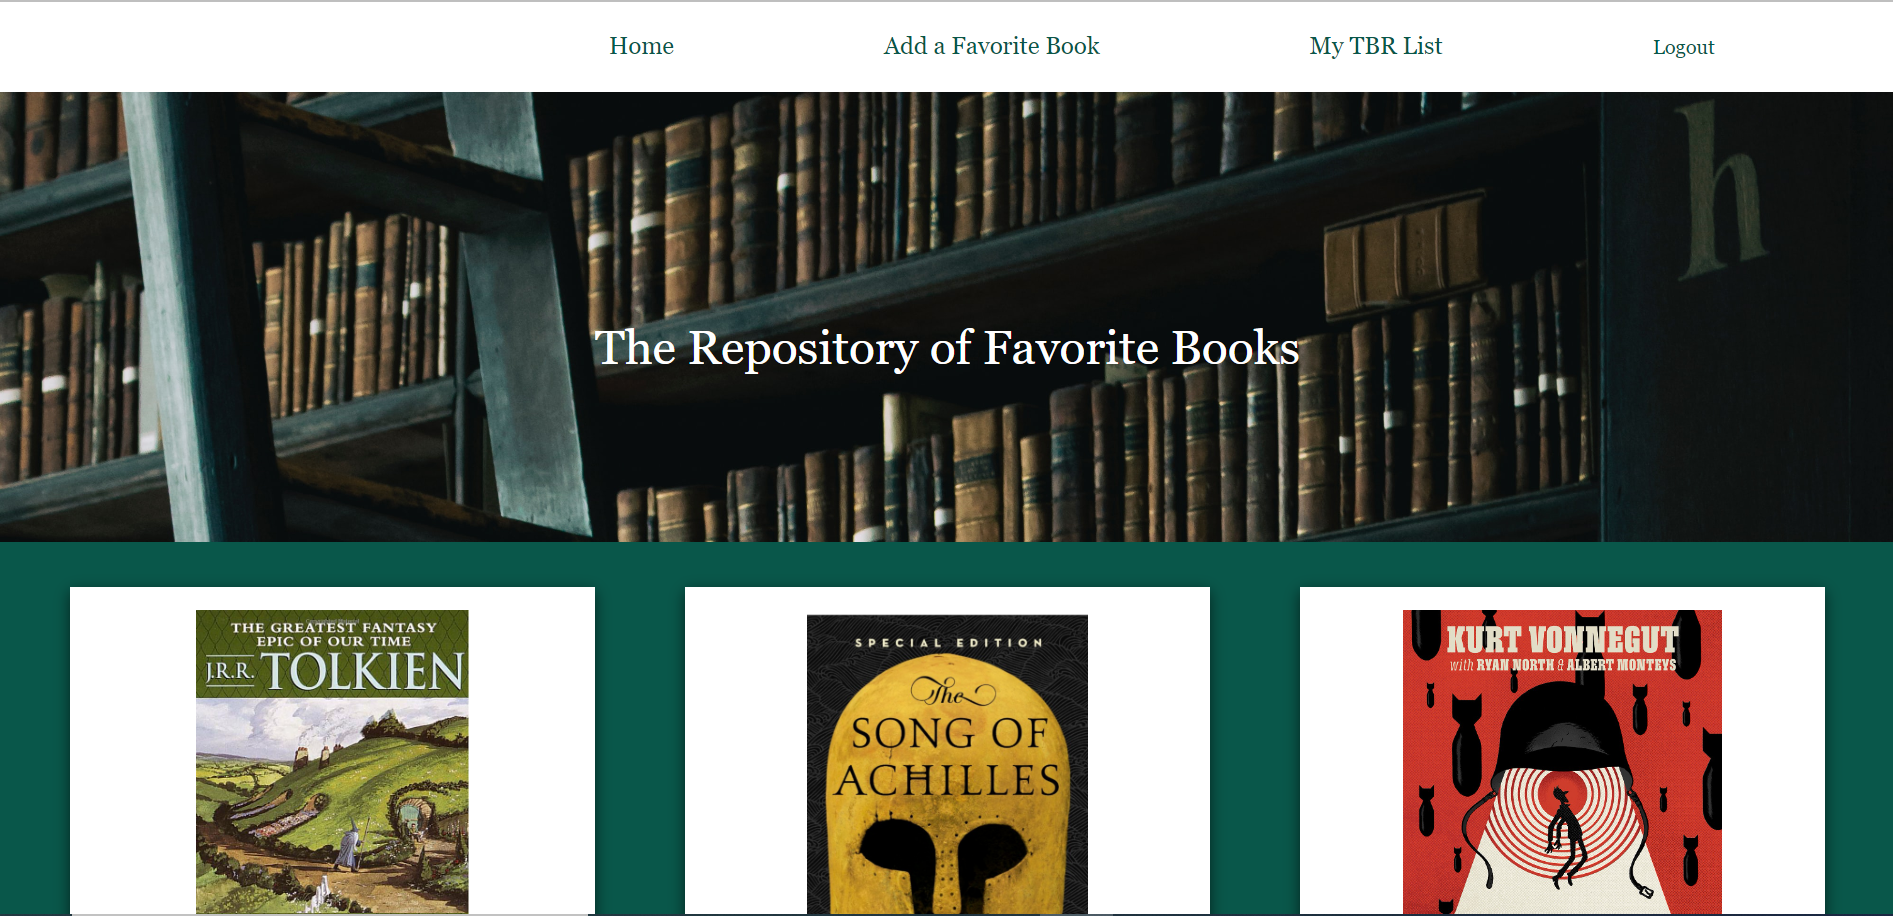 Home
Add a Favorite Book
My TBR List
Logout
h
The Repository of Favorite Books
THE GREATEST FANTASY
EPIC OF OUR TIME
J.R.R. TOLKIEN
SPECIAL EDITION
The
SONG OF
ACHILLES
KURT VONNEGUT
with RYAN NORTH & ALBERT MONTEYS